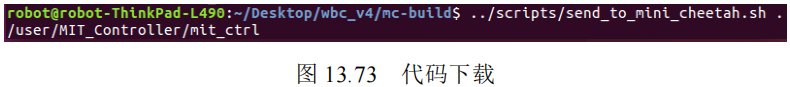 robot@robot-ThinkPad-L490:~/Desktop/wbc_v4/mc-build$ ../scripts/send_to_mini_cheetah.sh .
/user/MIT_Controller/mit_ctrl
图 13.73 代码下载